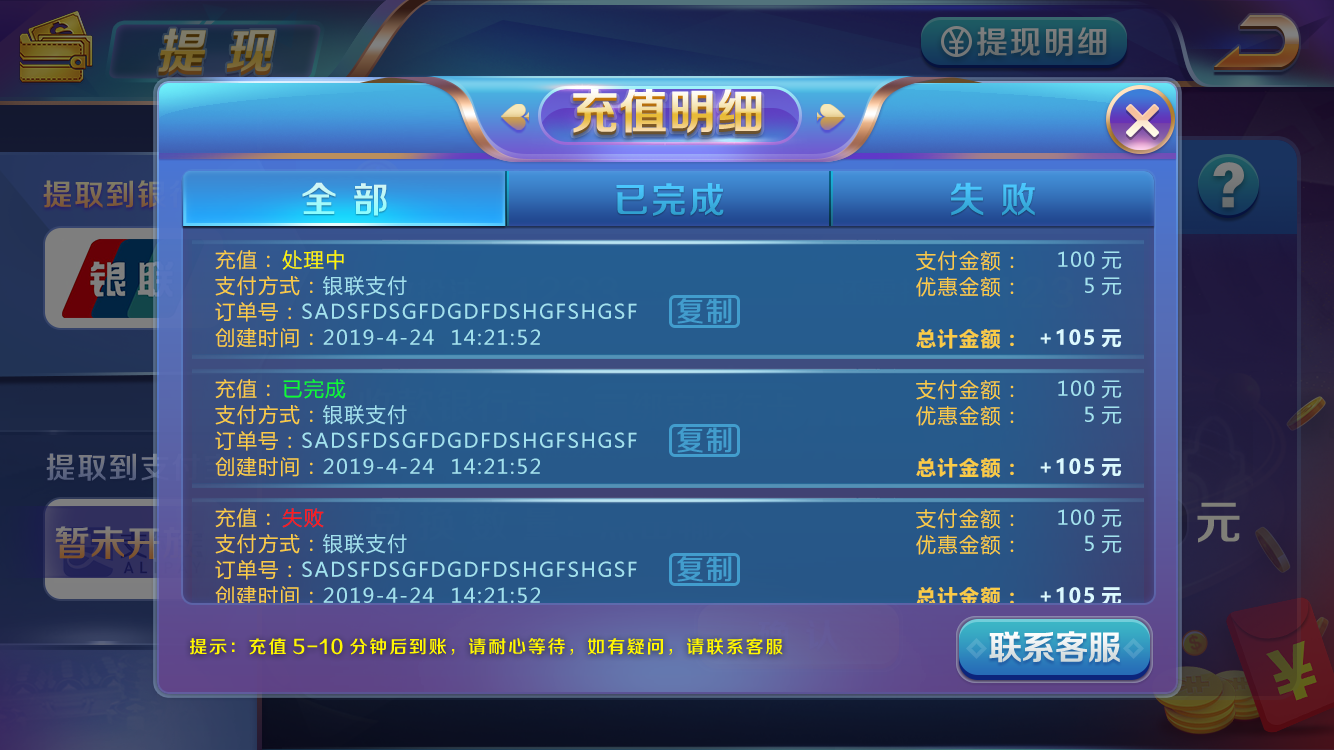 提现
提现明细
充值明细
全部
已完成
失败
提取到银
银联
充值：处理中
支付方式：银联支付
订单号：SADSFDSGFDGDFDSHGFSHGSF
复制
创建时间：2019-4-24 14:21:52
支付金额： 100 元
优惠金额： 5 元
总计金额： +105 元
充值：已完成
支付方式：银联支付
订单号：SADSFDSGFDGDFDSHGFSHGSF
复制
创建时间：2019-4-24 14:21:52
支付金额： 100 元
优惠金额： 5 元
总计金额： +105 元
提取到支
暂未开
AL
充值：失败
支付方式：银联支付
订单号：SADSFDSGFDGDFDSHGFSHGSF
复制
创建时间：2019-4-24 14:21:52
支付金额： 100 元
优惠金额： 5 元
总计金额： +105 元
元
提示：充值 5-10 分钟后到账，请耐心等待，如有疑问，请联系客服
联系客服